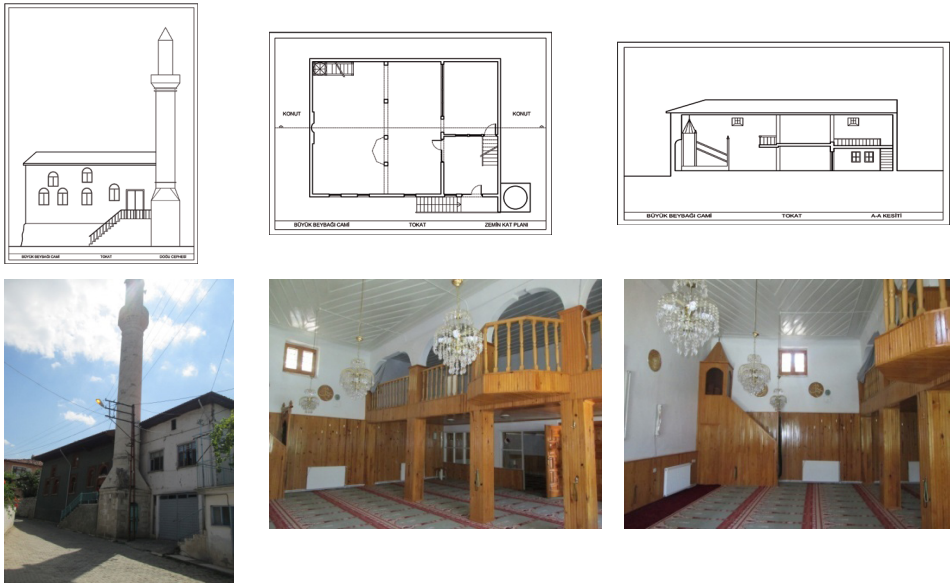 BÜYÜK BEYBAĞI CAMİ TOKAT DOĞU CEPHESİ
KONUT KONUT
BÜYÜK BEYBAĞI CAMİ TOKAT ZEMİN KAT PLANI
BÜYÜK BEYBAĞI CAMİ TOKAT A-A KESİTİ